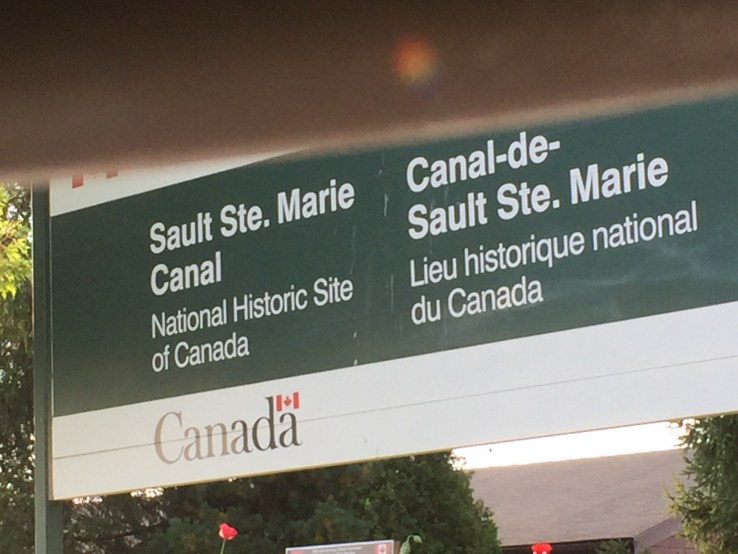 Sault Ste. Marie
Canal
National Historic Site
of Canada
Canal-de-
Sault Ste. Marie
Lieu historique national
du Canada
Canada